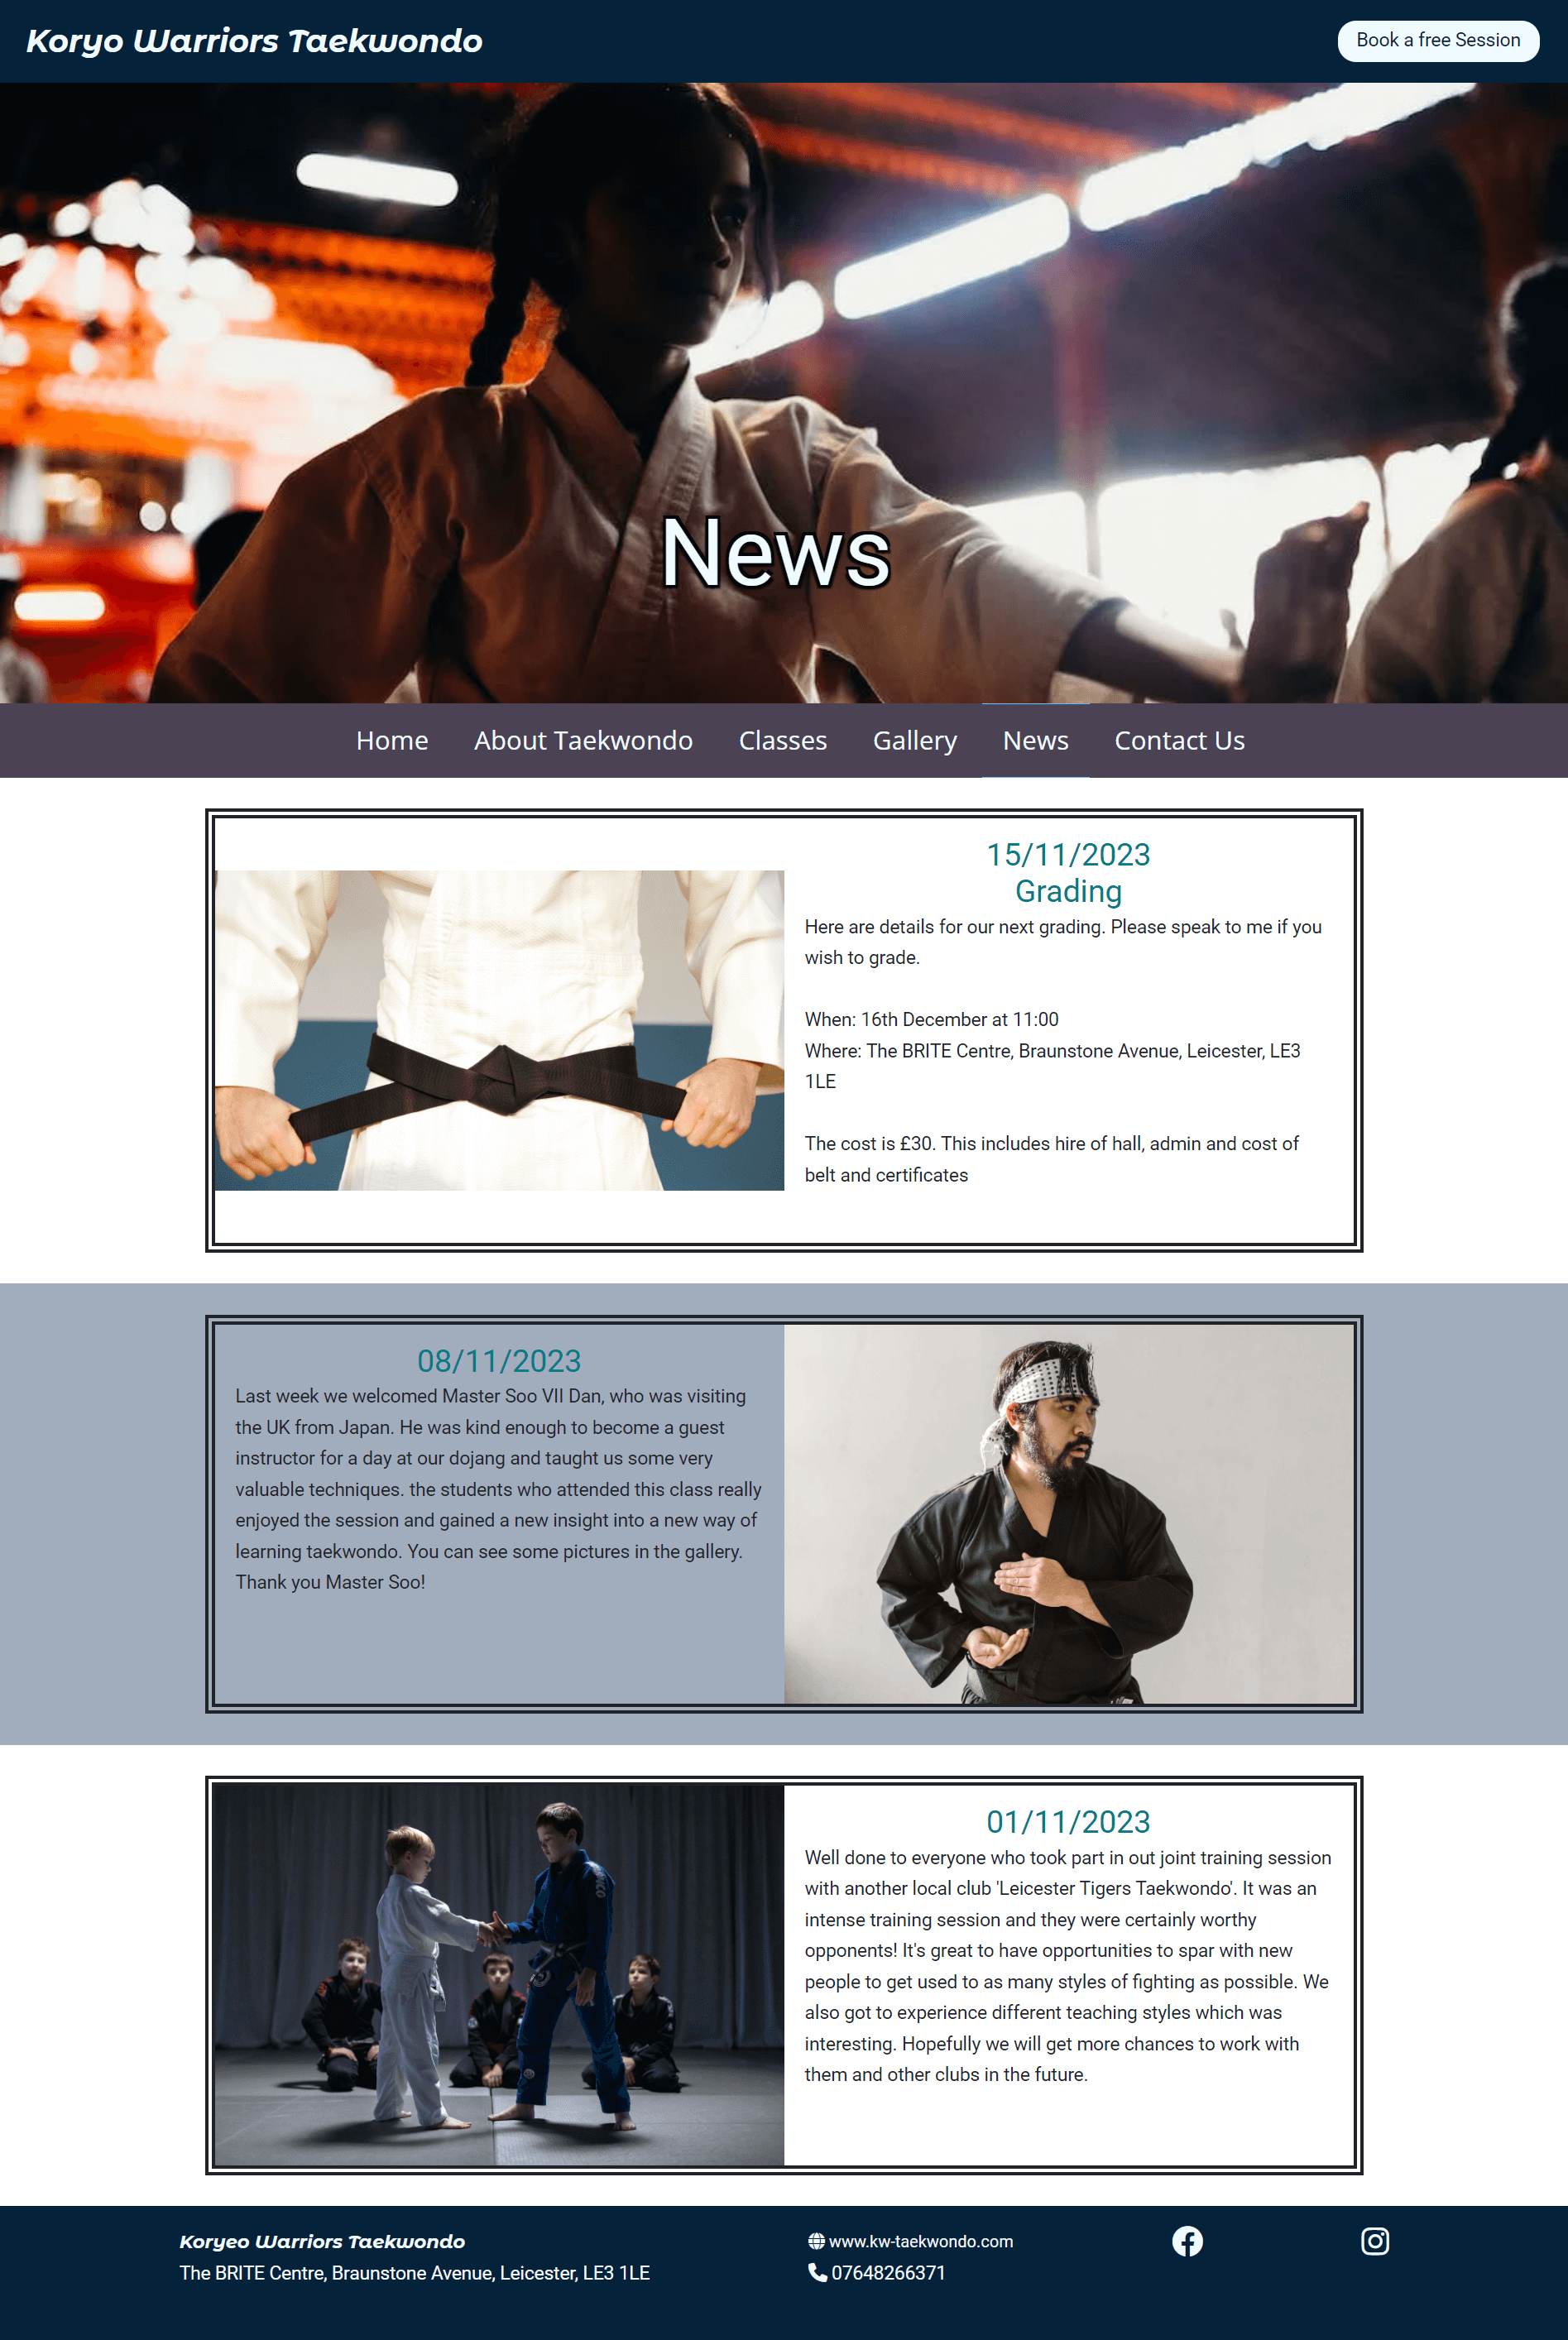 Koryo Warriors Taekwondo
Book a free Session
News
Home About Taekwondo Classes Gallery News Contact Us
15/11/2023
Grading
Here are details for our next grading. Please speak to me if you
wish to grade.
When: 16th December at 11:00
Where: The BRITE Centre, Braunstone Avenue, Leicester, LE3
1LE
The cost is £30. This includes hire of hall, admin and cost of
belt and certificates
08/11/2023
Last week we welcomed Master Soo VII Dan, who was visiting
the UK from Japan. He was kind enough to become a guest
instructor for a day at our dojang and taught us some very
valuable techniques. the students who attended this class really
enjoyed the session and gained a new insight into a new way of
learning taekwondo. You can see some pictures in the gallery.
Thank you Master Soo!
01/11/2023
Well done to everyone who took part in out joint training session
with another local club 'Leicester Tigers Taekwondo'. It was an
intense training session and they were certainly worthy
opponents! It's great to have opportunities to spar with new
people to get used to as many styles of fighting as possible. We
also got to experience different teaching styles which was
interesting. Hopefully we will get more chances to work with
them and other clubs in the future.
Koryeo Warriors Taekwondo
The BRITE Centre, Braunstone Avenue, Leicester, LE3 1LE
www.kw-taekwondo.com
07648266371